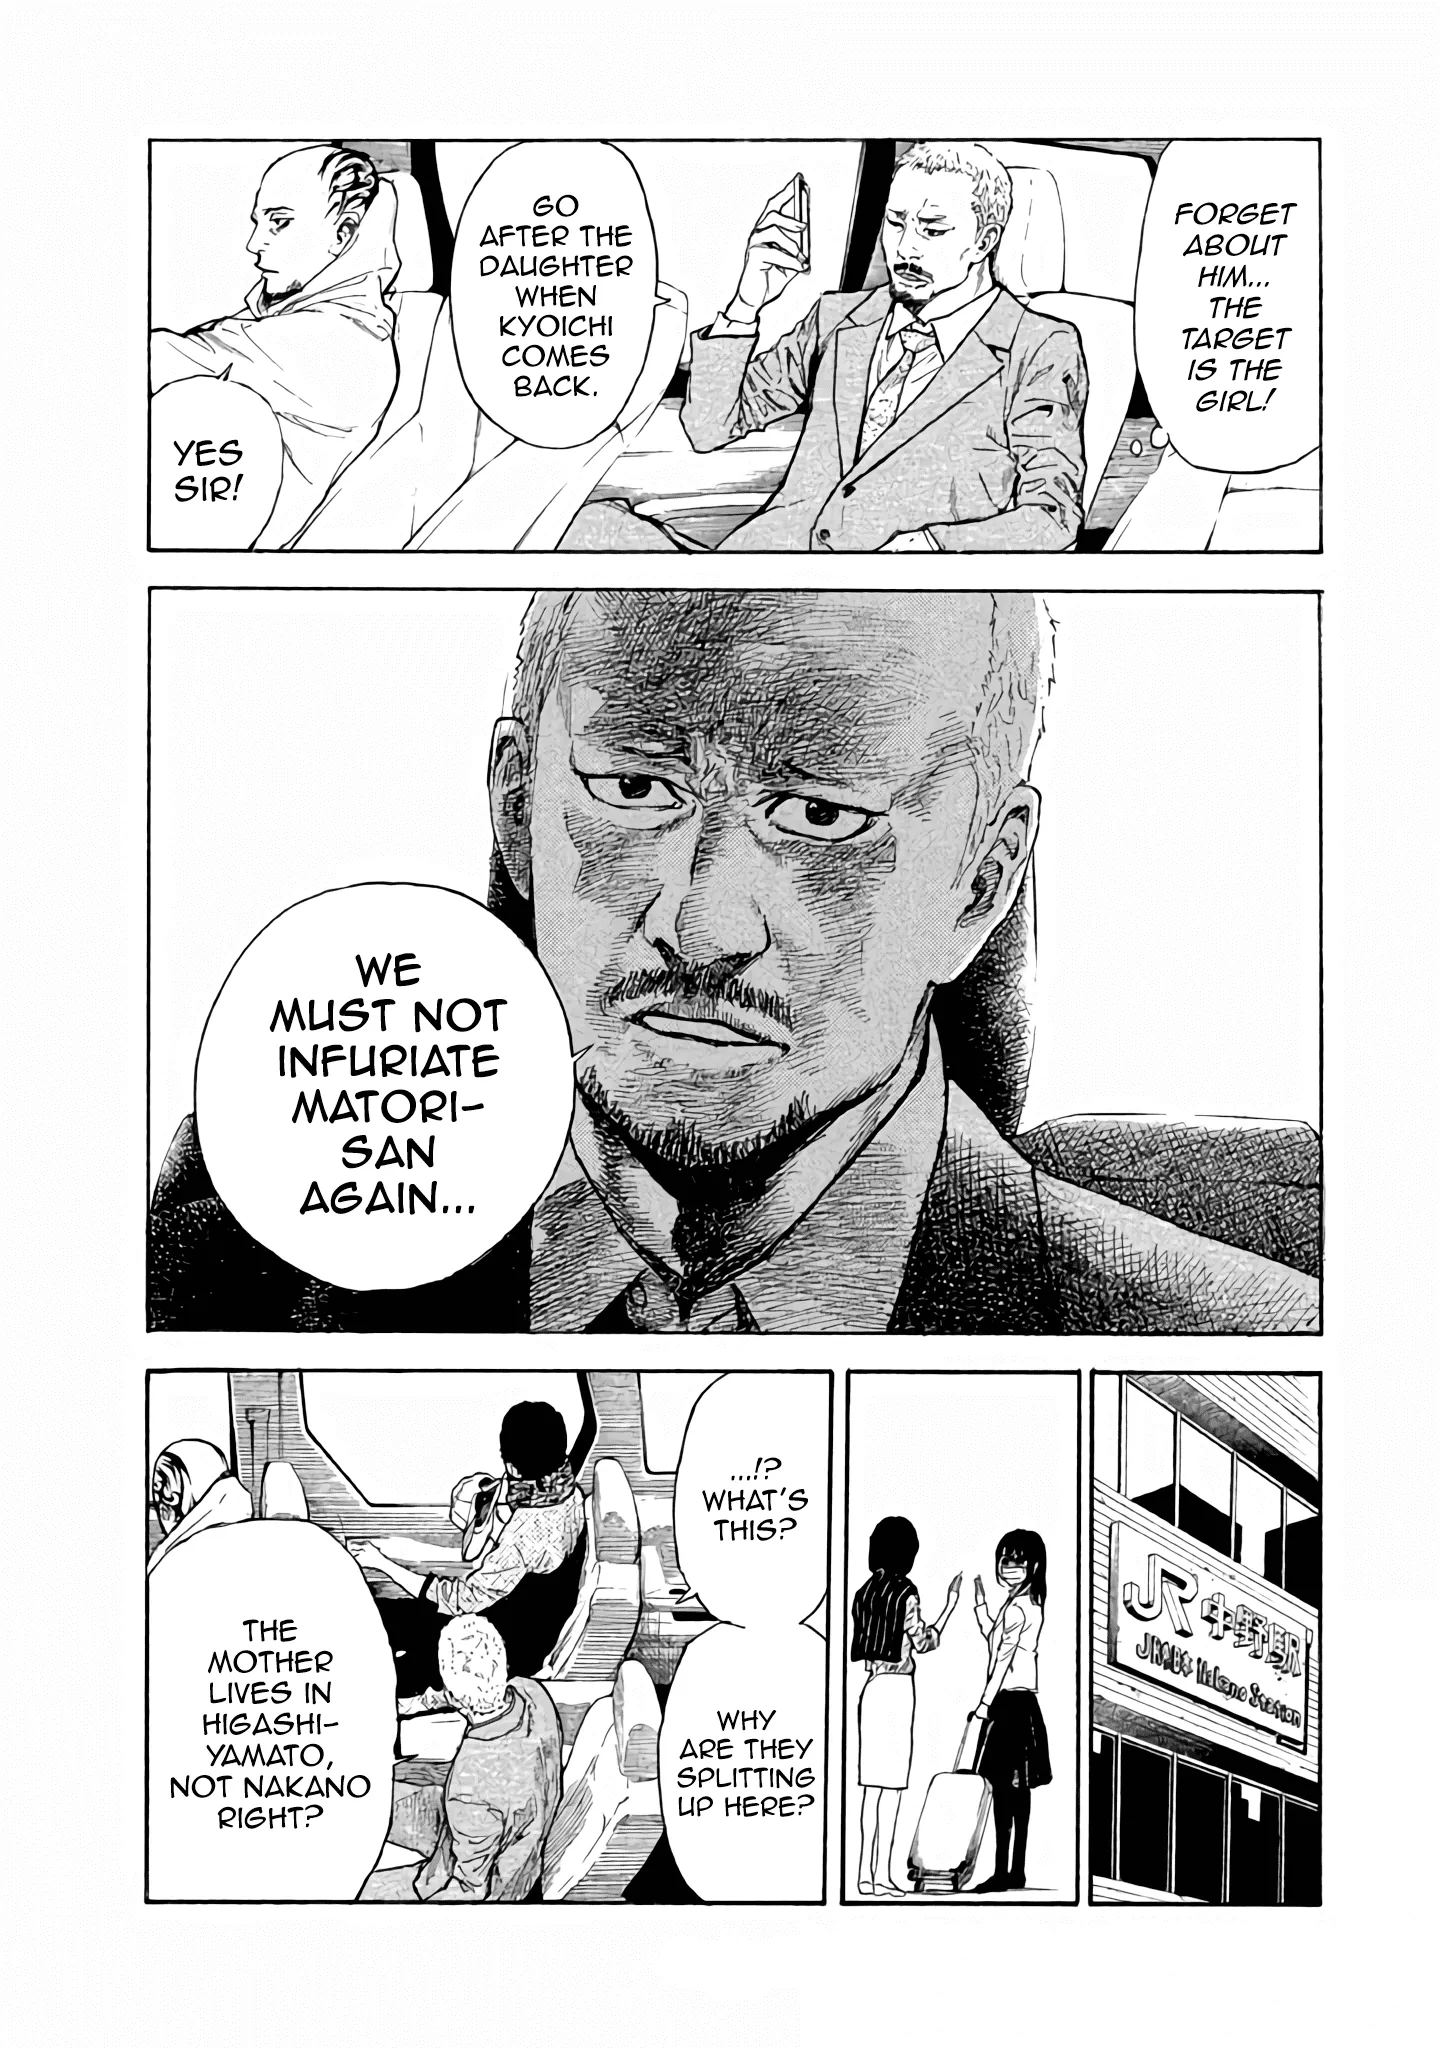 FORGET
ABOUT
HIM...
THE
TARGET
IS THE
GIRL!
GO
AFTER THE
DAUGHTER
WHEN
KYOICHI
COMES
BACK.
YES
SIR!
WE
MUST NOT
INFURIATE
MATORI-
SAN
AGAIN...
JR 中野駅
Station
...!?
WHAT'S
THIS?
WHY
ARE THEY
SPLITTING
UP HERE?
THE
MOTHER
LIVES IN
HIGASHI-
YAMATO,
NOT NAKANO
RIGHT?